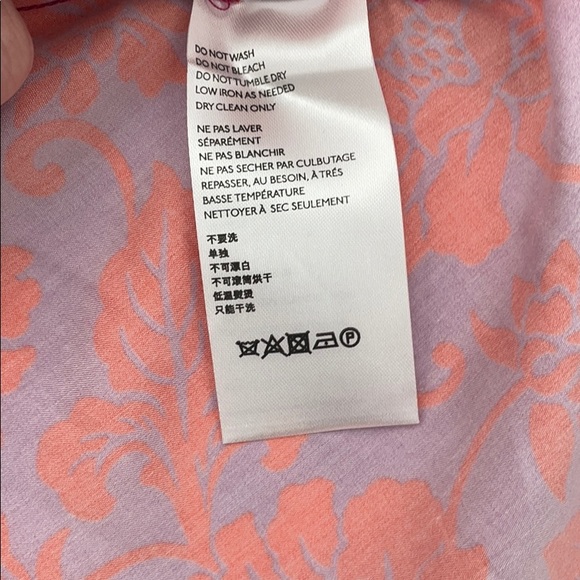 DO NOT WASH
DO NOT BLEACH
DO NOT TUMBLE DRY
LOW IRON AS NEEDED
DRY CLEAN ONLY
NE PAS LAVER
SÉPARÉMENT
NE PAS BLANCHIR
NE PAS SECHER PAR CULBUTAGE
REPASSER, AU BESOIN, À TRÉS
BASSE TEMPÉRATURE
NETTOYER À SEC SEULEMENT
不要洗
单独
不可漂白
不可滚筒烘干
低温熨烫
只能干洗
P